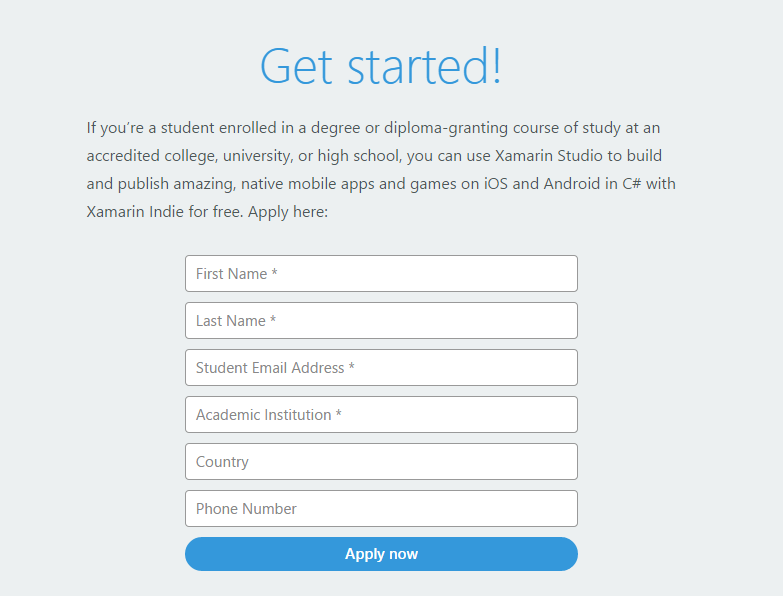 Get started!
If you’re a student enrolled in a degree or diploma-granting course of study at an
accredited college, university, or high school, you can use Xamarin Studio to build
and publish amazing, native mobile apps and games on iOS and Android in C# with
Xamarin Indie for free. Apply here:
First Name *
Last Name *
Student Email Address *
Academic Institution *
Country
Phone Number
Apply now